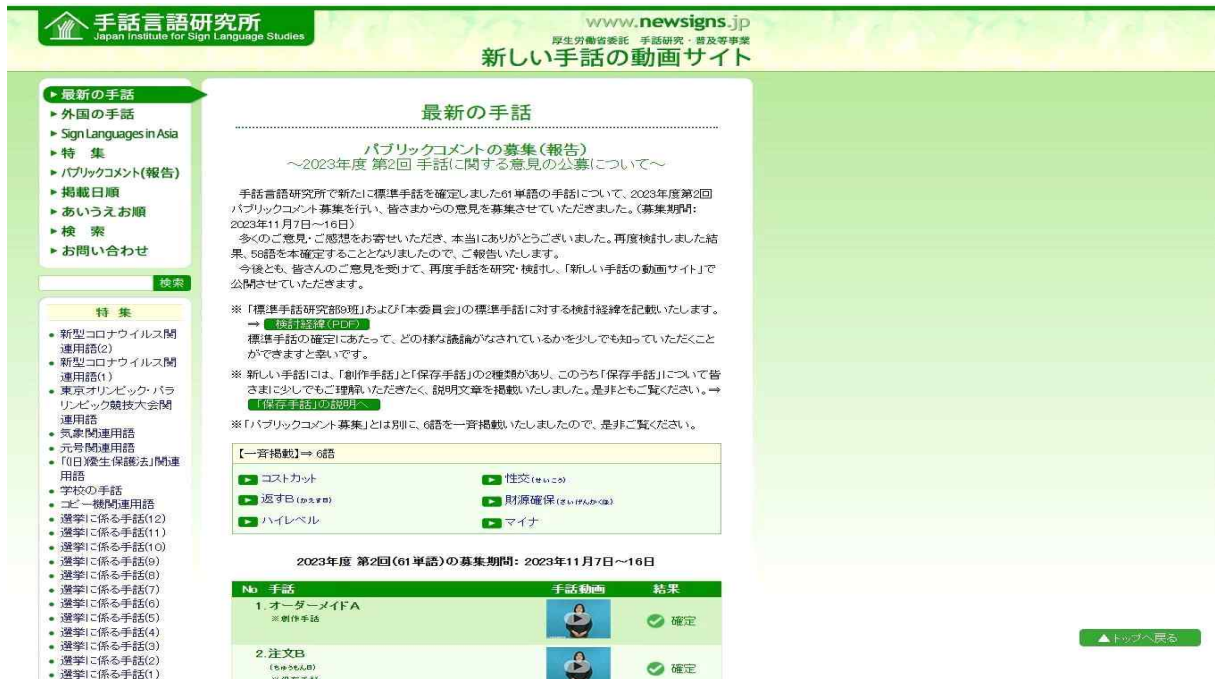 手話言語研究所
Japan Institute for Sign Language Studies
www.newsigns.jp
厚生労働省委託 手話研究・普及等事業
新しい手話の動画サイト
最新の手話
外国の手話
Sign Languages in Asia
特 集
パブリックコメント(報告)
掲載日順
あいうえお順
検 索
お問い合わせ
検索
特 集
新型コロナウイルス関
連用語(2)
新型コロナウイルス関
連用語(1)
東京オリンピック・パラ
リンピック競技大会関
連用語
気象関連用語
元号関連用語
「(旧)優生保護法」関連
用語
学校の手話
コピー機関連用語
選挙に係る手話(12)
選挙に係る手話(11)
選挙に係る手話(10)
選挙に係る手話(9)
選挙に係る手話(8)
選挙に係る手話(7)
選挙に係る手話(6)
選挙に係る手話(5)
選挙に係る手話(4)
選挙に係る手話(3)
選挙に係る手話(2)
選挙に係る手話(1)
最新の手話
パブリックコメントの募集(報告)
～2023年度 第2回 手話に関する意見の公募について～
手話言語研究所で新たに標準手話を確定しました61単語の手話について、2023年度第2回
パブリックコメント募集を行い、皆さまからの意見を募集させていただきました。(募集期間:
2023年11月7日～16日)
多くのご意見・ご感想をお寄せいただき、本当にありがとうございました。再度検討しました結
果、58語を本確定することとなりましたので、ご報告いたします。
今後とも、皆さんのご意見を受けて、再度手話を研究・検討し、「新しい手話の動画サイト」で
公開させていただきます。
※「標準手話研究部9班」および「本委員会」の標準手話に対する検討経緯を記載いたします。
⇒ 検討経緯(PDF)
標準手話の確定にあたって、どの様な議論がなされているかを少しでも知っていただくこと
ができますと幸いです。
※ 新しい手話には、「創作手話」と「保存手話」の2種類があり、このうち「保存手話」について皆
さまに少しでもご理解いただきたく、説明文章を掲載いたしました。是非ともご覧ください。⇒
「保存手話」の説明へ
※「パブリックコメント募集」とは別に、6語を一斉掲載いたしましたので、是非ご覧ください。
【一斉掲載】⇒ 6語
コストカット
性交(せいこう)
返すB(かえすB)
財源確保(ざいげんかくほ)
ハイレベル
マイナ
2023年度 第2回(61単語)の募集期間: 2023年11月7日～16日
No 手話 手話動画 結果
1.オーダーメイドA
※創作手話
確定
2.注文B
(ちゅうもんB)
確定
▲トップへ戻る